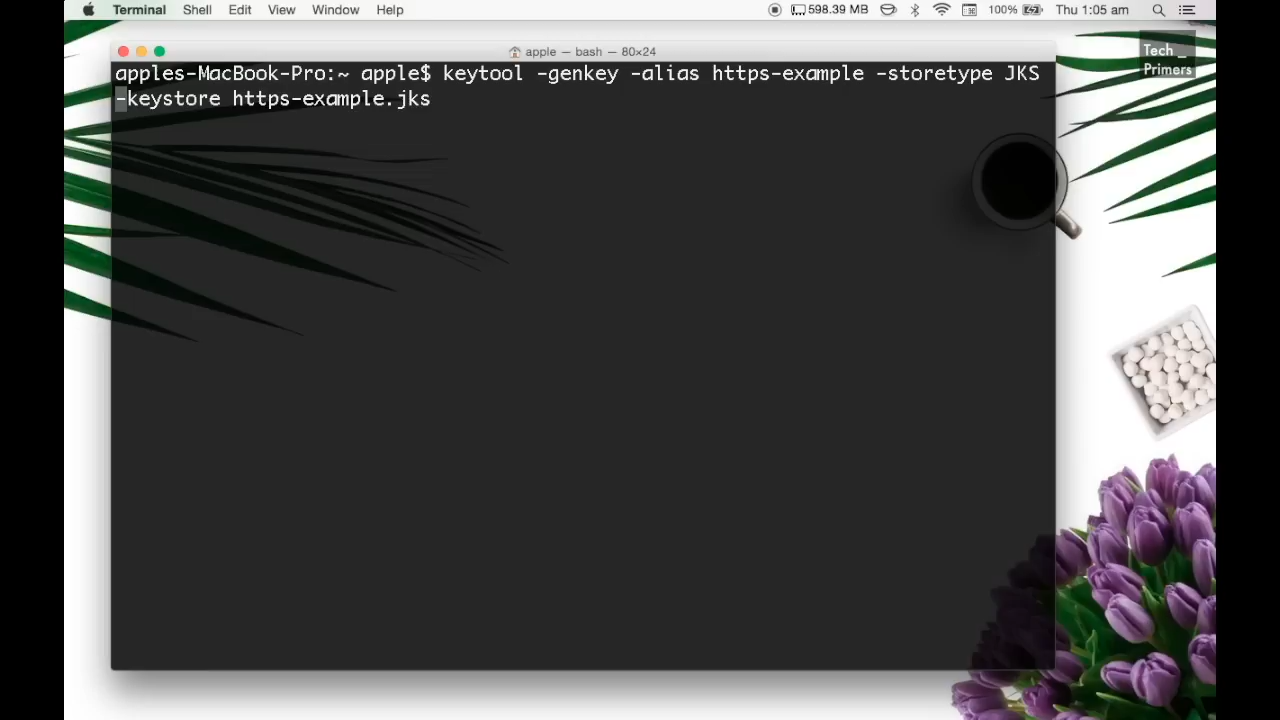 Terminal Shell Edit View Window Help 598.39 MB 100% Thu 1:05 am
apple — bash — 80×24
Tech _
Primers
apples-MacBook-Pro:~ apple$ keytool -genkey -alias https-example -storetype JKS
-keystore https-example.jks